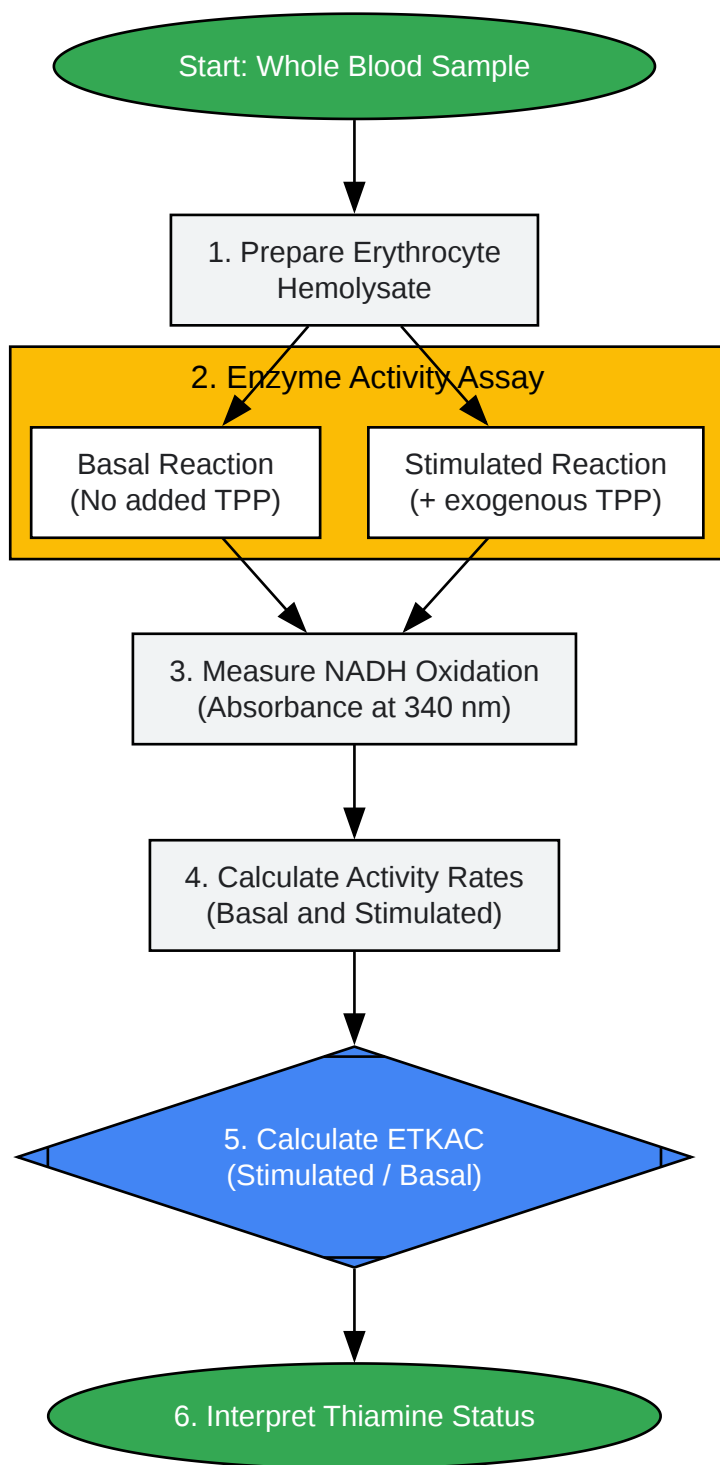 Start: Whole Blood Sample
1. Prepare Erythrocyte
Hemolysate
2. Enzyme Activity Assay
Basal Reaction
(No added TPP)
Stimulated Reaction
(+ exogenous TPP)
3. Measure NADH Oxidation
(Absorbance at 340 nm)
4. Calculate Activity Rates
(Basal and Stimulated)
5. Calculate ETKAC
(Stimulated / Basal)
6. Interpret Thiamine Status